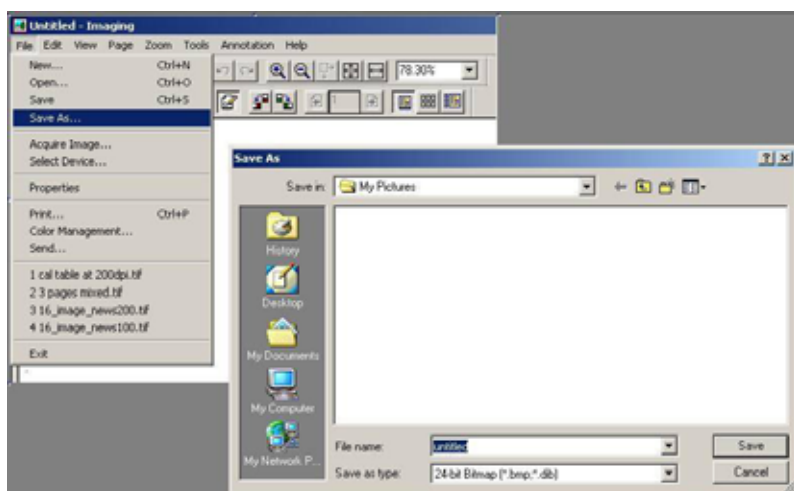 Untitled - Imaging
File Edit View Page Zoom Tools Annotation Help
New... Ctrl+N
Open... Ctrl+O
Save Ctrl+S
Save As...
Acquire Image...
Select Device...
Properties
Print... Ctrl+P
Color Management...
Send...
1 cal table at 200dpi.tif
2 3 pages mixed.tif
3 16_image_news200.tif
4 16_image_news100.tif
Exit
78.30%
1
Save As
Save in: My Pictures
History
Desktop
My Documents
My Computer
My Network P...
File name: untitled
Save as type: 24-bit Bitmap (*.bmp;*.dib)
Save
Cancel